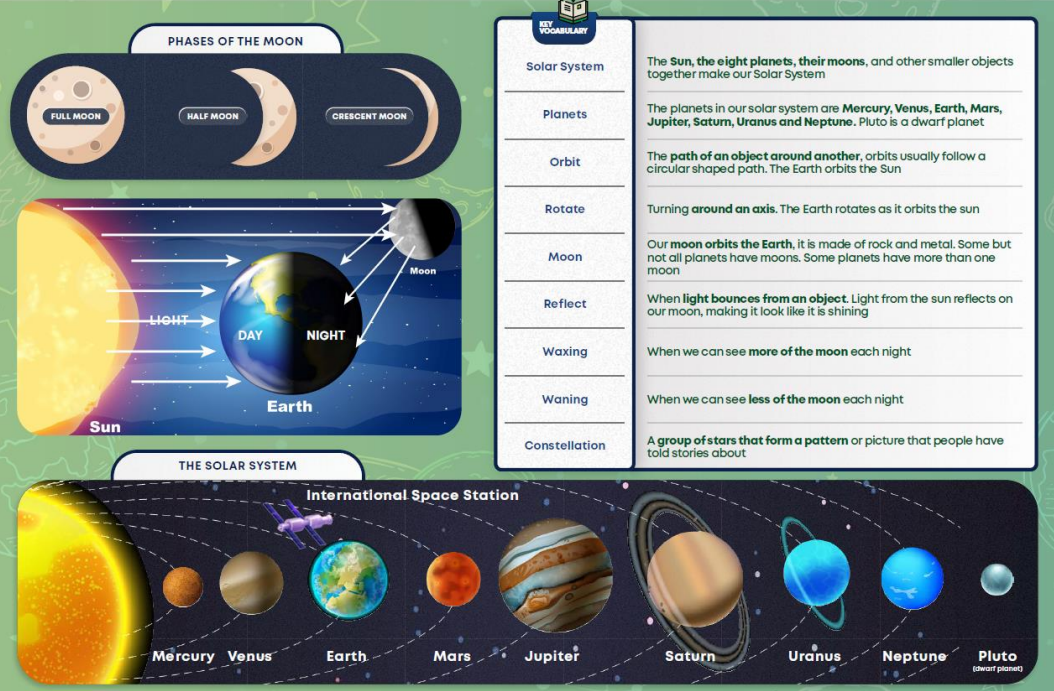 PHASES OF THE MOON
FULL MOON
HALF MOON
CRESCENT MOON
LIGHT
DAY
NIGHT
Moon
Earth
Sun
KEY
VOCABULARY
Solar System
The Sun, the eight planets, their moons, and other smaller objects
together make our Solar System
Planets
The planets in our solar system are Mercury, Venus, Earth, Mars,
Jupiter, Saturn, Uranus and Neptune. Pluto is a dwarf planet
Orbit
The path of an object around another, orbits usually follow a
circular shaped path. The Earth orbits the Sun
Rotate
Turning around an axis. The Earth rotates as it orbits the sun
Moon
Our moon orbits the Earth, it is made of rock and metal. Some but
not all planets have moons. Some planets have more than one
moon
Reflect
When light bounces from an object. Light from the sun reflects on
our moon, making it look like it is shining
Waxing
When we can see more of the moon each night
Waning
When we can see less of the moon each night
Constellation
A group of stars that form a pattern or picture that people have
told stories about
THE SOLAR SYSTEM
International Space Station
Mercury
Venus
Earth
Mars
Jupiter
Saturn
Uranus
Neptune
Pluto
(dwarf planet)